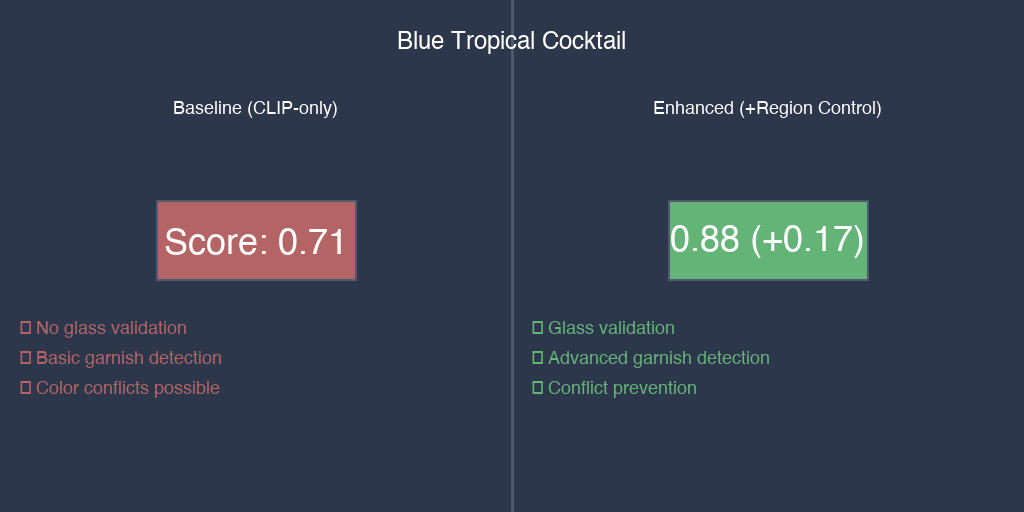 Blue Tropical Cocktail
Baseline (CLIP-only)
Score: 0.71
□ No glass validation
□ Basic garnish detection
□ Color conflicts possible
Enhanced (+Region Control)
0.88 (+0.17)
□ Glass validation
□ Advanced garnish detection
□ Conflict prevention